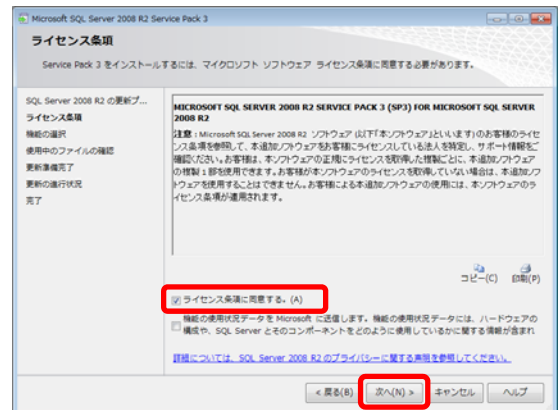 Microsoft SQL Server 2008 R2 Service Pack 3
ライセンス条項
Service Pack 3 をインストールするには、マイクロソフト ソフトウェア ライセンス条項に同意する必要があります。
SQL Server 2008 R2 の更新プ...
ライセンス条項
機能の選択
使用中のファイルの確認
更新準備完了
更新の進行状況
完了
MICROSOFT SQL SERVER 2008 R2 SERVICE PACK 3 (SP3) FOR MICROSOFT SQL SERVER
2008 R2
注意 : Microsoft SQL Server 2008 R2 ソフトウェア (以下「本ソフトウェア」といいます) のお客様のライセ
ンス条項を参照して、本追加ソフトウェアをお客様にライセンスしている法人を特定し、サポート情報をご
確認ください。お客様は、本ソフトウェアの正規にライセンスを取得した複製ごとに、本追加ソフトウェア
の複製 1 部を使用できます。お客様が本ソフトウェアのライセンスを取得していない場合は、本追加ソフ
トウェアを使用することはできません。お客様による本追加ソフトウェアの使用には、本ソフトウェアのラ
イセンス条項が適用されます。
コピー(C) 印刷(P)
ライセンス条項に同意する。(A)
機能の使用状況データを Microsoft に送信します。機能の使用状況データには、ハードウェアの
構成や、SQL Server とそのコンポーネントをどのように使用しているかに関する情報が含まれ
詳細については、SQL Server 2008 R2 のプライバシーに関する声明を参照してください。
< 戻る(B) 次へ(N) > キャンセル ヘルプ